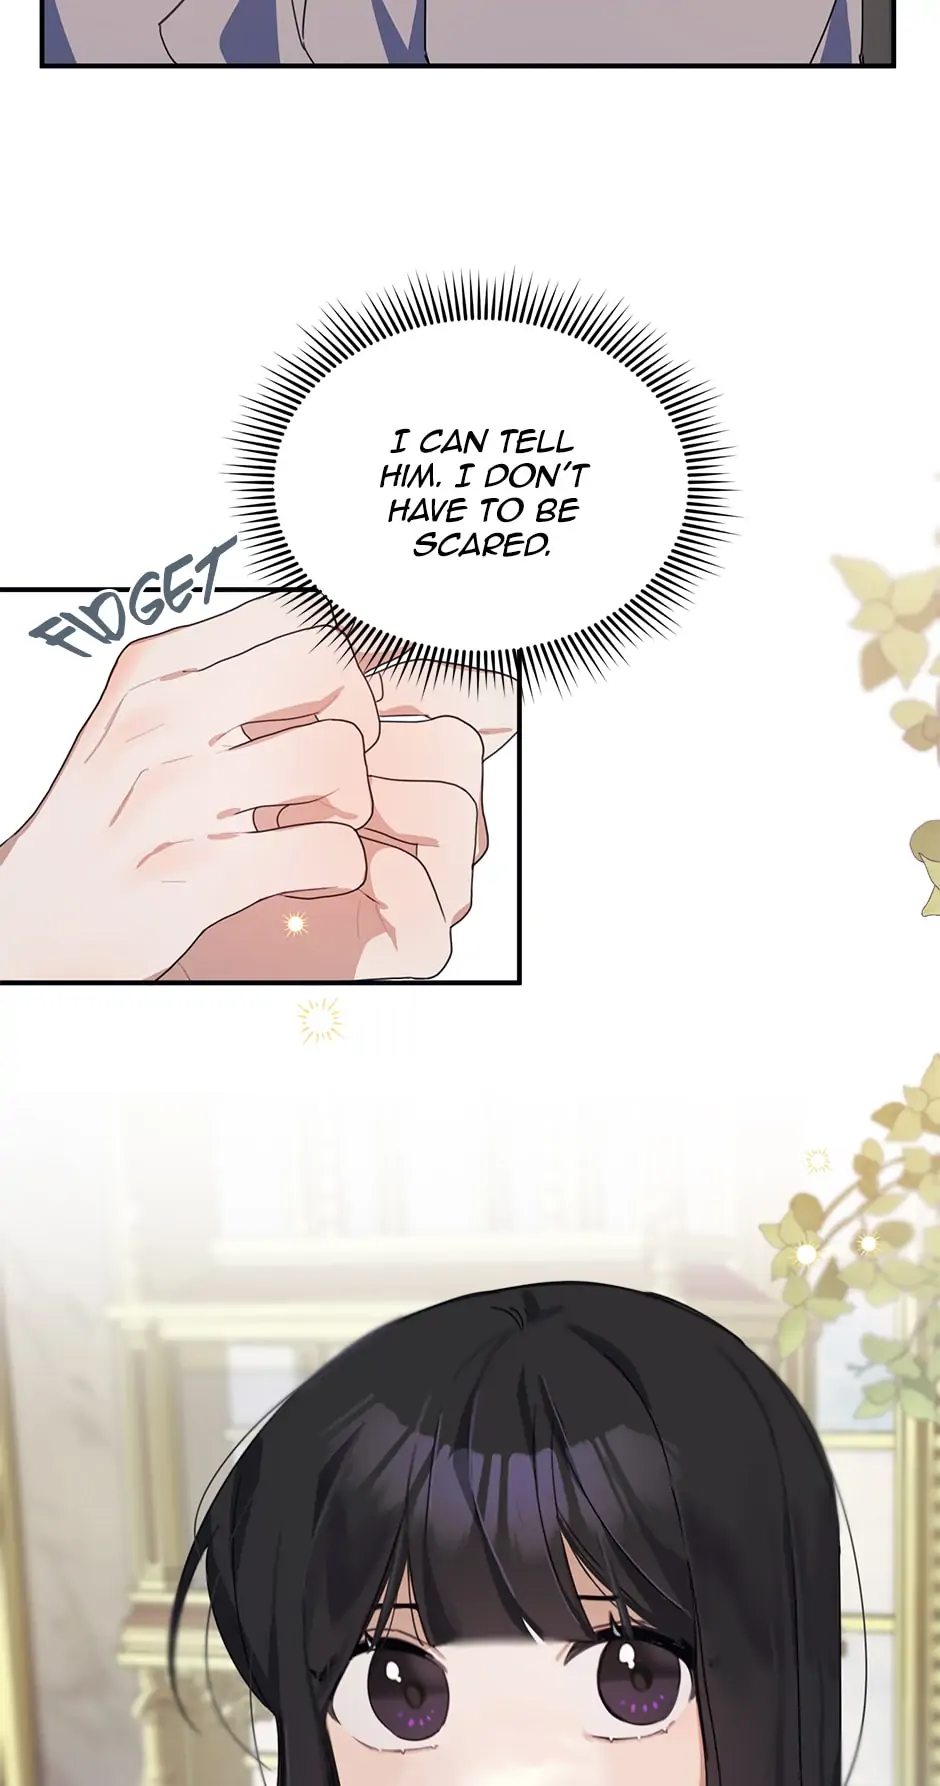 I CAN TELL
HIM. I DON'T
HAVE TO BE
SCARED.
FIDGET